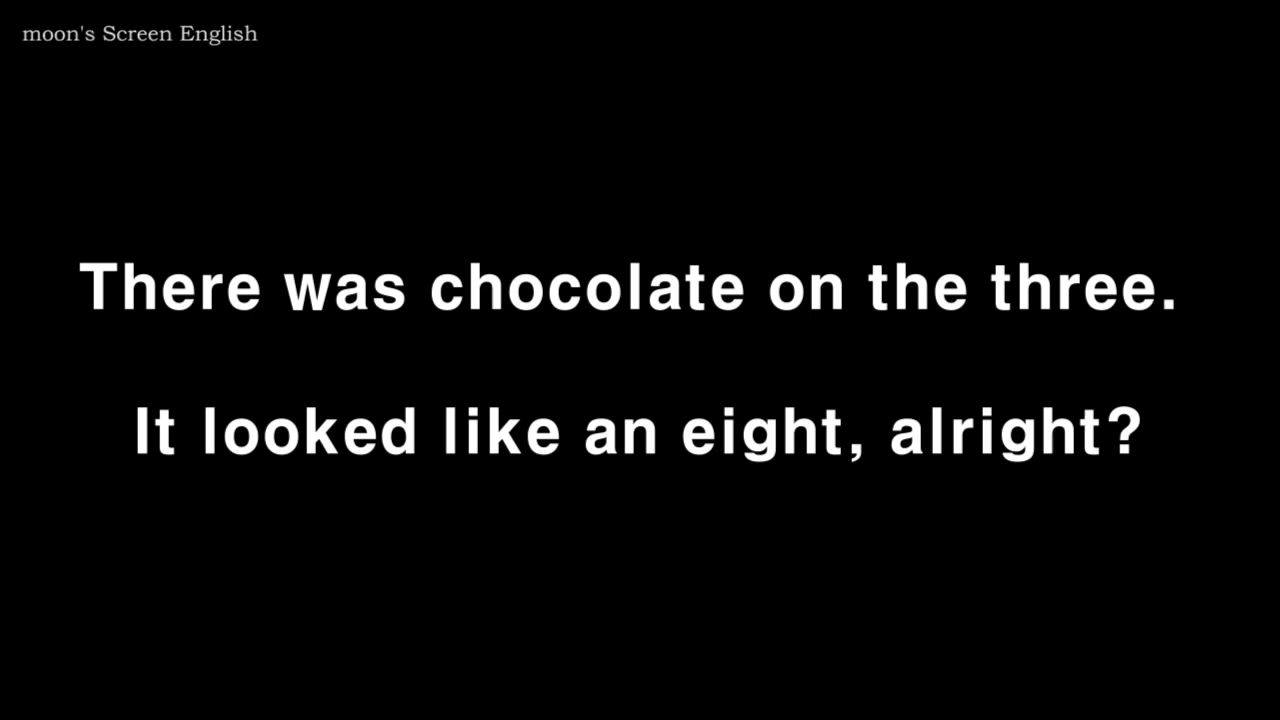 moon's Screen English
There was chocolate on the three.
It looked like an eight, alright?